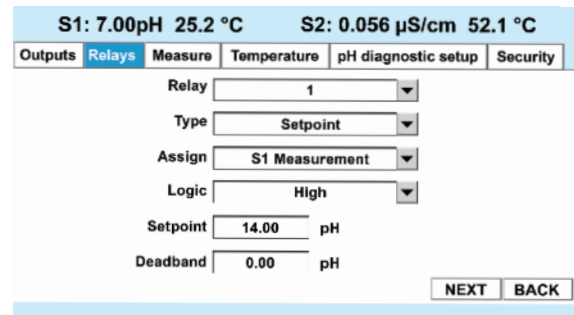 S1: 7.00pH 25.2 °C S2: 0.056 µS/cm 52.1 °C
Outputs Relays Measure Temperature pH diagnostic setup Security
Relay 1
Type Setpoint
Assign S1 Measurement
Logic High
Setpoint 14.00 pH
Deadband 0.00 pH
NEXT BACK